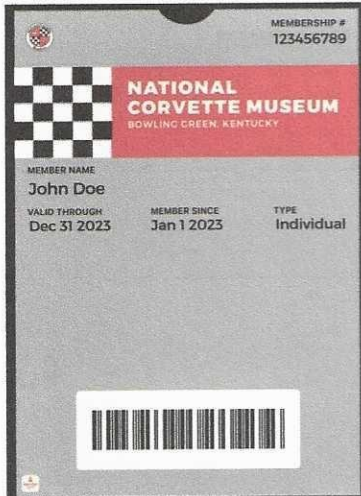 MEMBERSHIP #
123456789
NATIONAL
CORVETTE MUSEUM
BOWLING GREEN, KENTUCKY
MEMBER NAME
John Doe
VALID THROUGH MEMBER SINCE TYPE
Dec 31 2023 Jan 1 2023 Individual